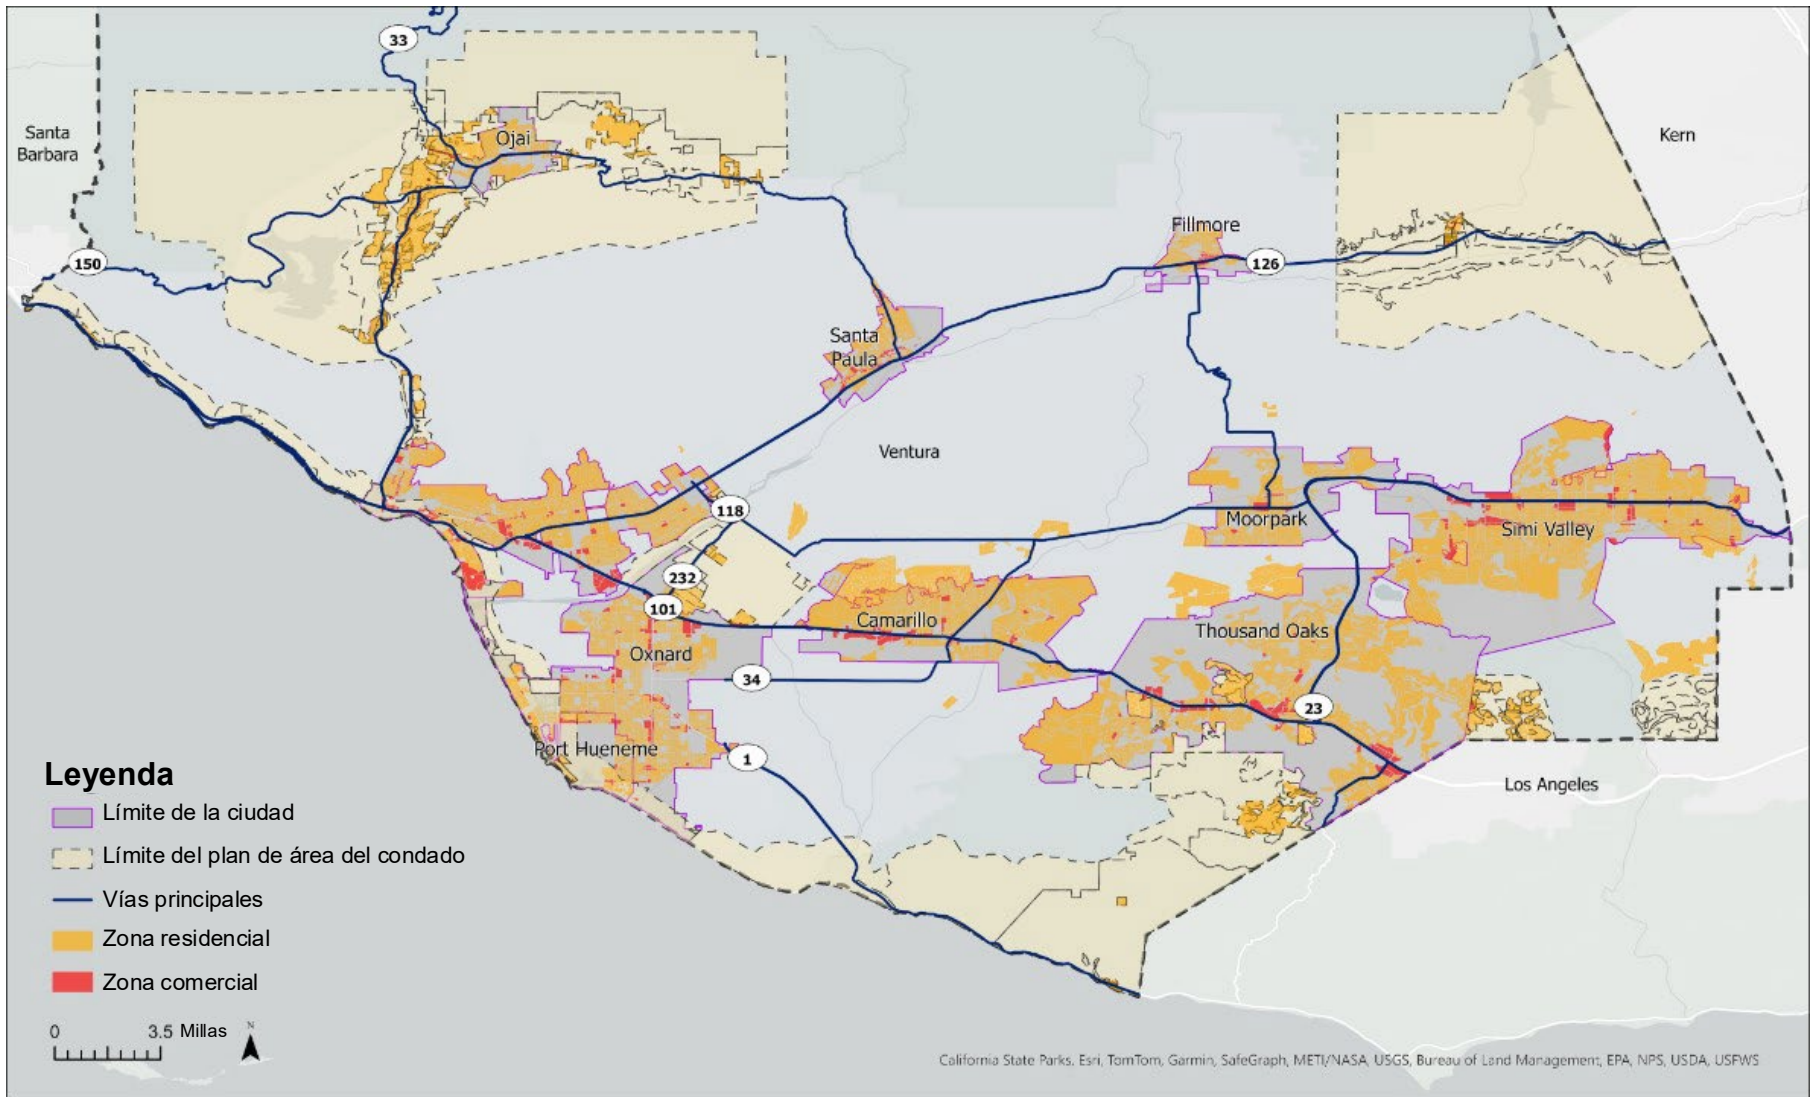 33
Santa
Barbara
Ojai
Kern
150
Fillmore
126
Santa
Paula
Ventura
118
Moorpark
Simi Valley
232
101
Camarillo
Thousand Oaks
Oxnard
34
23
Port Hueneme
1
Los Angeles
Leyenda
Límite de la ciudad
Límite del plan de área del condado
Vías principales
Zona residencial
Zona comercial
0 3.5 Millas
N
California State Parks, Esri, TomTom, Garmin, SafeGraph, METI/NASA, USGS, Bureau of Land Management, EPA, NPS, USDA, USFWS